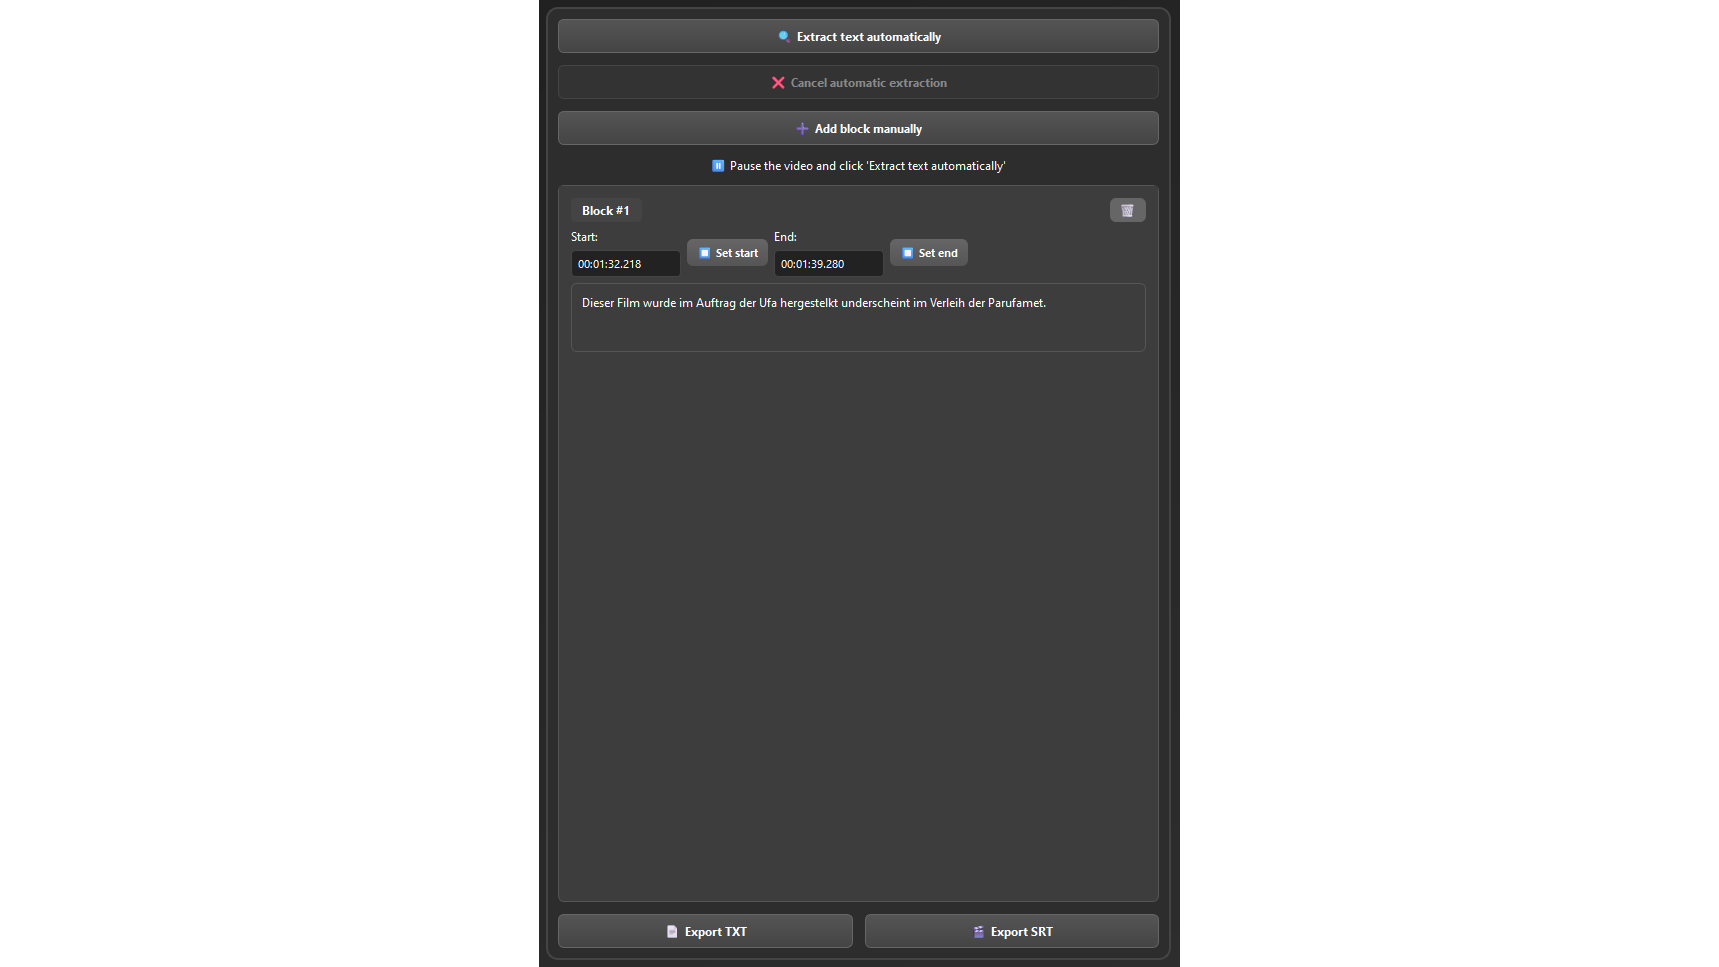 Extract text automatically
Cancel automatic extraction
Add block manually
Pause the video and click 'Extract text automatically'
Block #1
Start:
End:
00:01:32.218
Set start
00:01:39.280
Set end
Dieser Film wurde im Auftrag der Ufa hergestelkt underscheint im Verleih der Parufamet.
Export TXT
Export SRT